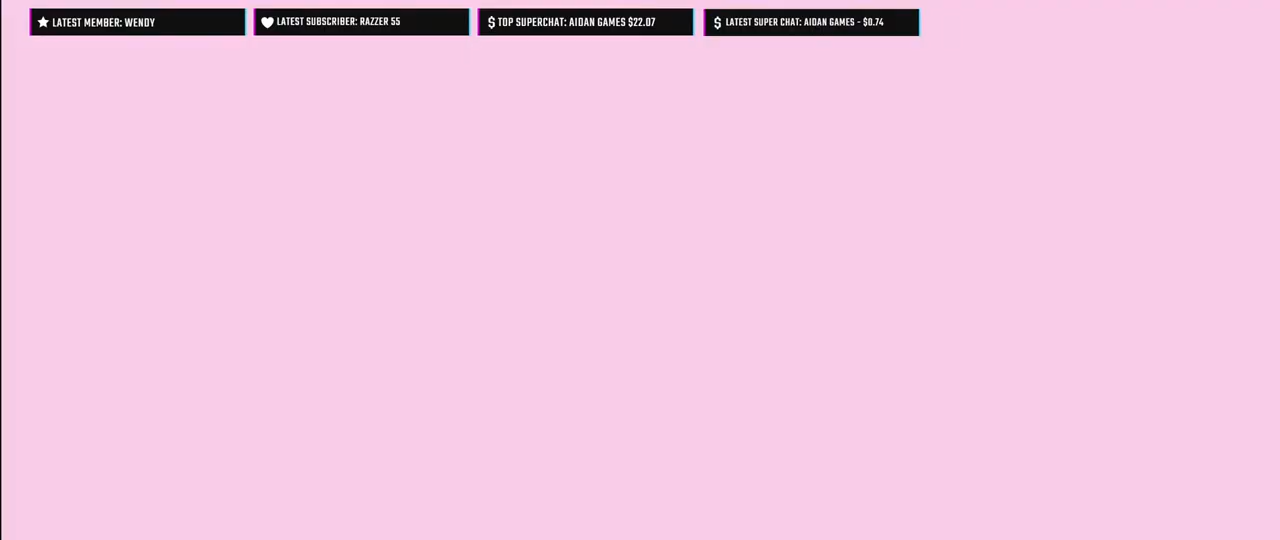 LATEST MEMBER: WENDY
LATEST SUBSCRIBER: RAZZER 55
$ TOP SUPERCHAT: AIDAN GAMES $22.07
$ LATEST SUPER CHAT: AIDAN GAMES - $0.74